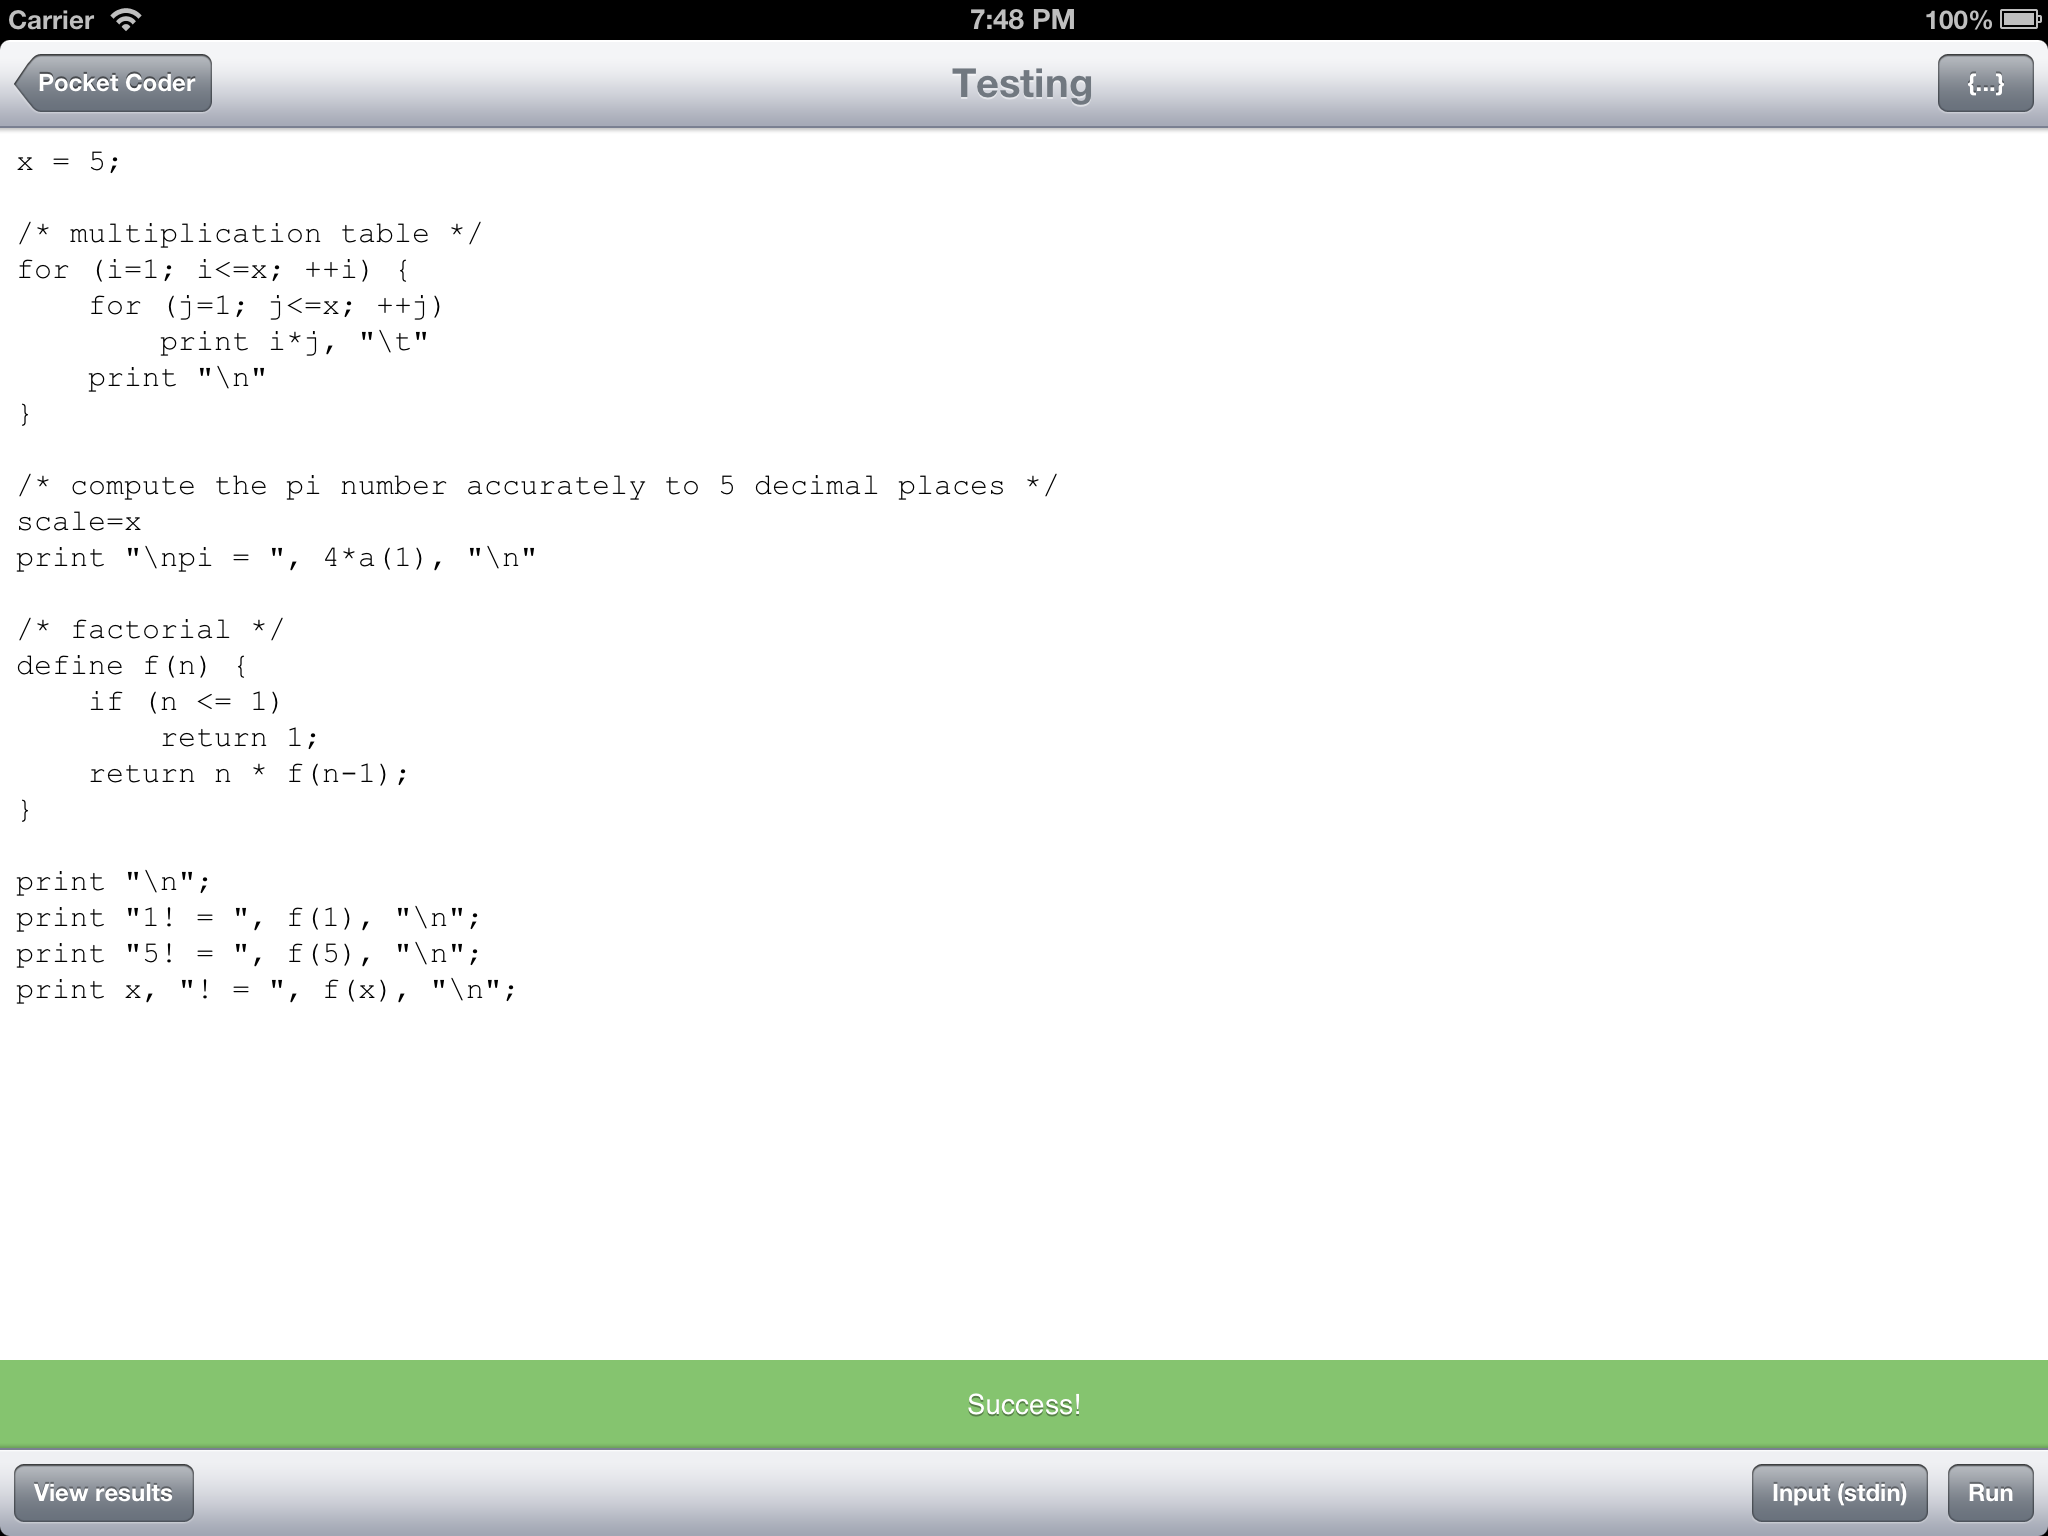 Carrier 7:48 PM 100%
Pocket Coder Testing {...}
x = 5;
/* multiplication table */
for (i=1; i<=x; ++i) {
    for (j=1; j<=x; ++j)
        print i*j, "\t"
    print "\n"
}
/* compute the pi number accurately to 5 decimal places */
scale=x
print "\npi = ", 4*a(1), "\n"
/* factorial */
define f(n) {
    if (n <= 1)
        return 1;
    return n * f(n-1);
}
print "\n";
print "1! = ", f(1), "\n";
print "5! = ", f(5), "\n";
print x, "! = ", f(x), "\n";
Success!
View results Input (stdin) Run